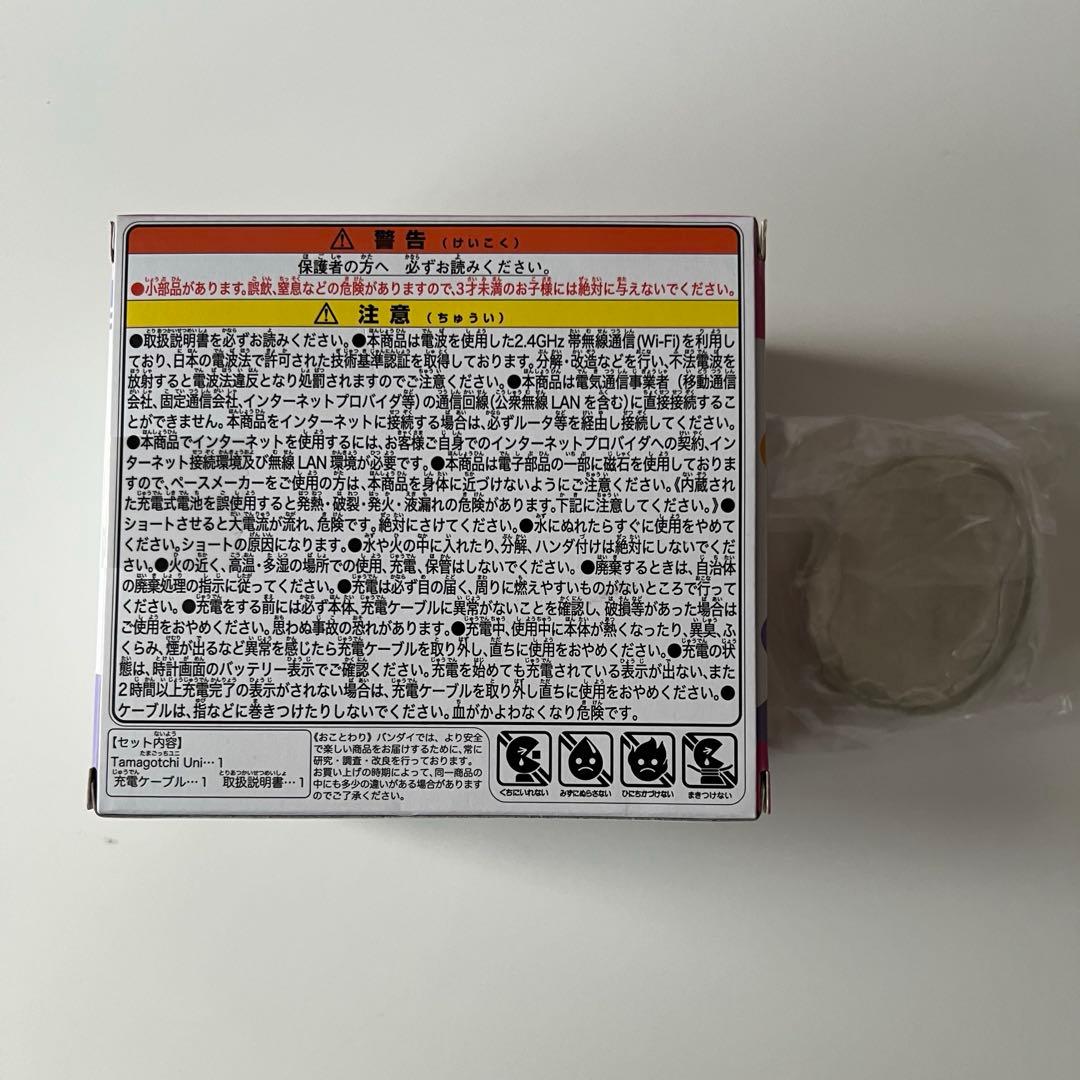 ⚠ 警告 (けいこく)
保護者の方へ 必ずお読みください。
●小部品があります。誤飲、窒息などの危険がありますので、3才未満のお子様には絶対に与えないでください。
⚠ 注意 (ちゅうい)
●取扱説明書を必ずお読みください。●本商品は電波を使用した2.4GHz帯無線通信(Wi-Fi)を利用し
ており、日本の電波法で許可された技術基準認証を取得しております。分解・改造などを行い、不法電波を
放射すると電波法違反となり処罰されますのでご注意ください。●本商品は電気通信事業者(移動通信
会社、固定通信会社、インターネットプロバイダ等)の通信回線(公衆無線LANを含む)に直接接続するこ
とができません。本商品をインターネットに接続する場合は、必ずルータ等を経由し接続してください。
●本商品でインターネットを使用するには、お客様ご自身でのインターネットプロバイダへの契約、イン
ターネット接続環境及び無線LAN環境が必要です。●本商品は電子部品の一部に磁石を使用しておりま
すので、ペースメーカーをご使用の方は、本商品を身体に近づけないようにご注意ください。《内蔵され
た充電式電池を誤使用すると発熱・破裂・発火・液漏れの危険があります。下記に注意してください。》●
ショートさせると大電流が流れ、危険です。絶対にさけてください。●水にぬれたらすぐに使用をやめて
ください。ショートの原因になります。●水や火の中に入れたり、分解、ハンダ付けは絶対にしないでくだ
さい。●火の近く、高温・多湿の場所での使用、充電、保管はしないでください。●廃棄するときは、自治体
の廃棄処理の指示に従ってください。●充電は必ず目の届く、周りに燃えやすいものがないところで行って
ください。●充電をする前には必ず本体、充電ケーブルに異常がないことを確認し、破損等があった場合は
ご使用をおやめください。思わぬ事故の恐れがあります。●充電中、使用中に本体が熱くなったり、異臭、ふ
くらみ、煙が出るなど異常を感じたら充電ケーブルを取り外し、直ちに使用をおやめください。●充電の状
態は、時計画面のバッテリー表示でご確認ください。充電を始めても充電されている表示が出ない、また
2時間以上充電完了の表示がされない場合は、充電ケーブルを取り外し直ちに使用をおやめください。●
ケーブルは、指などに巻きつけたりしないでください。血がかよわなくなり危険です。
【セット内容】
Tamagotchi Uni…1
充電ケーブル…1 取扱説明書…1
《おことわり》バンダイでは、より安全
で楽しい商品をお届けするために、常に
研究・調査・改良を行っております。
お買い上げの時期によって、同一商品の
中にも多少の違いがある場合があります
のでご了承ください。
くちにいれない みずにぬらさない ひにちかづけない まきつけない